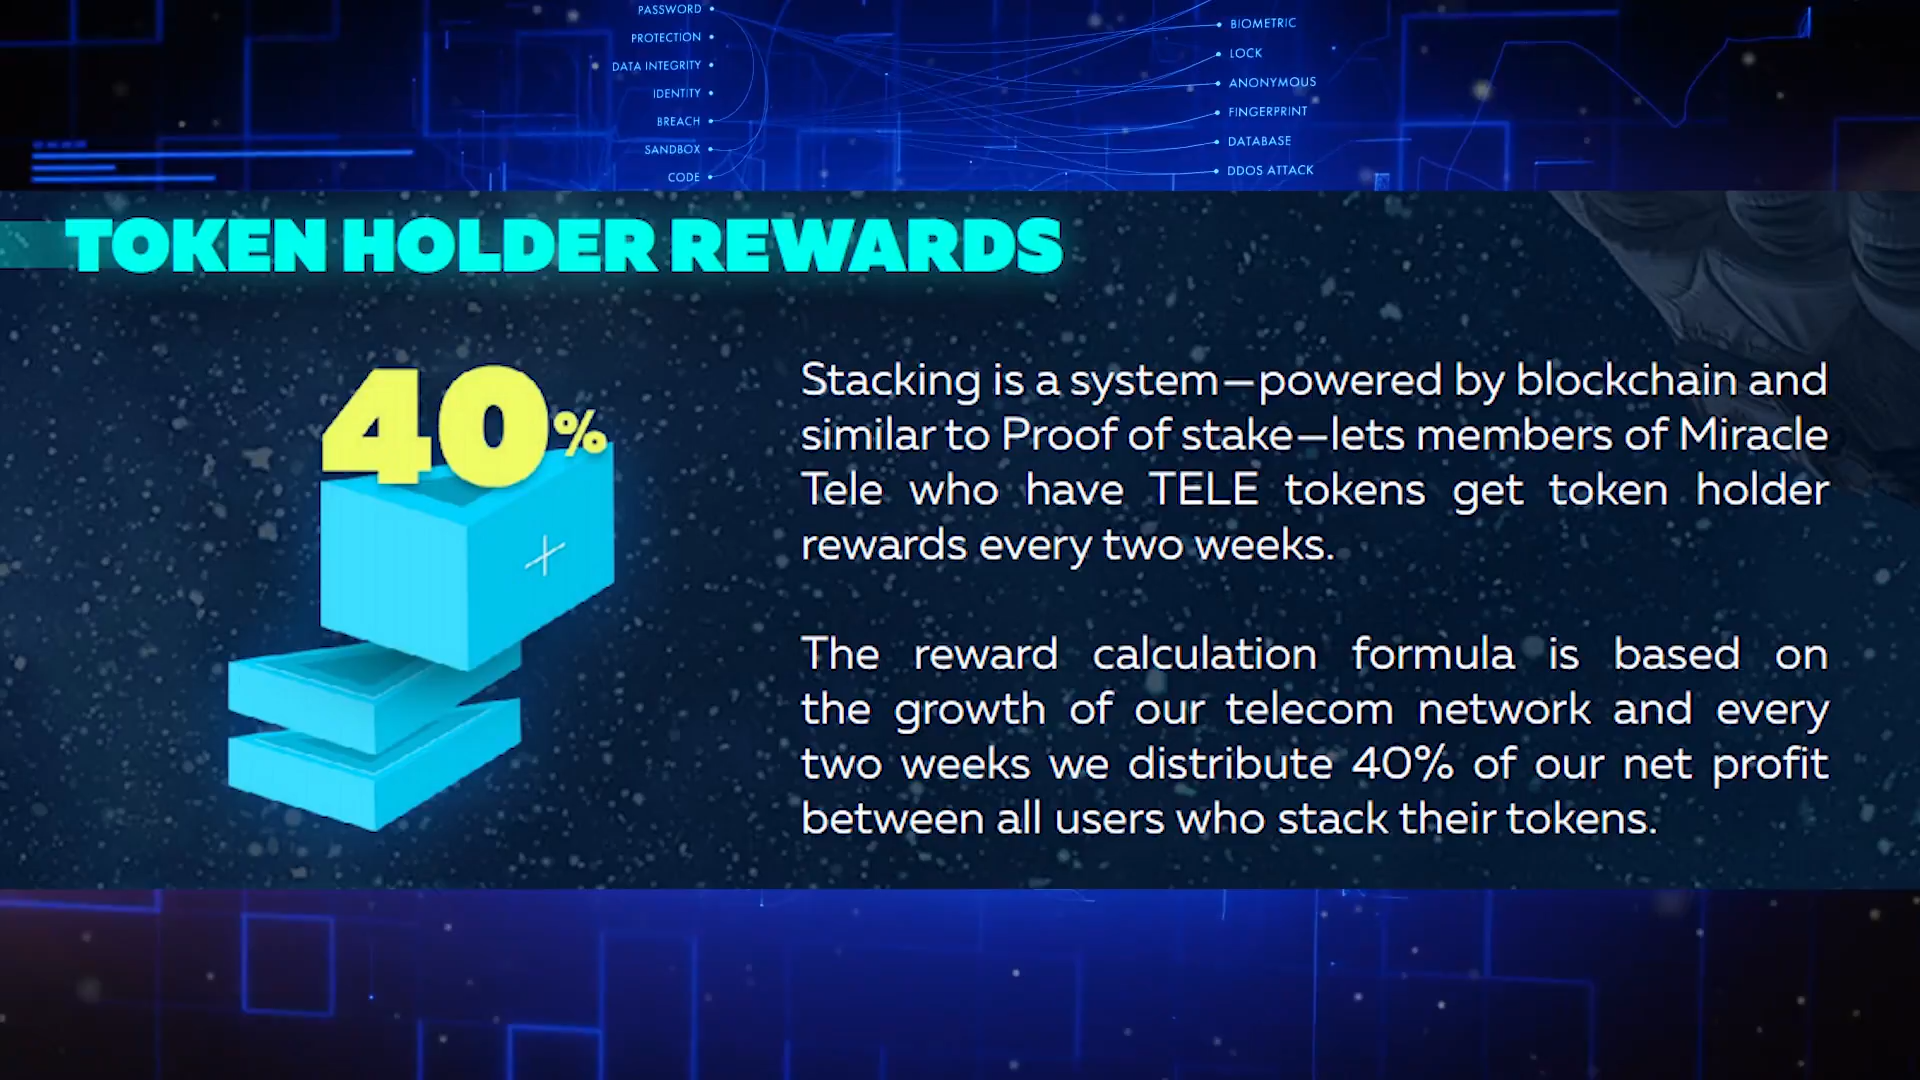 PASSWORD
PROTECTION
DATA INTEGRITY
IDENTITY
BREACH
SANDBOX
CODE
BIOMETRIC
LOCK
ANONYMOUS
FINGERPRINT
DATABASE
DDOS ATTACK
TOKEN HOLDER REWARDS
40%
Stacking is a system—powered by blockchain and
similar to Proof of stake—lets members of Miracle
Tele who have TELE tokens get token holder
rewards every two weeks.
The reward calculation formula is based on
the growth of our telecom network and every
two weeks we distribute 40% of our net profit
between all users who stack their tokens.